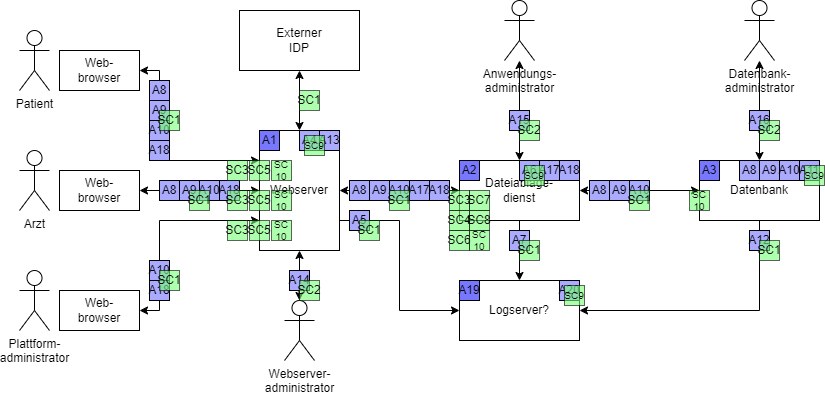 Externer
IDP
Web-
browser
Patient
Anwendungs-
administrator
Datenbank-
administrator
A8
A9
SC1
A10
A18
SC1
A15
SC2
A16
SC2
A1
A13
SC9
SC3
SC5
SC
10
A2
A17
A18
SC9
A3
A8
A9
A10
A11
SC9
Web-
browser
Arzt
A8
A9
A10
A18
SC1
SC3
SC5
SC
10
Webserver
A8
A9
A10
A17
A18
SC1
Dateiablage-
dienst
SC3
SC7
SC4
SC8
SC6
SC
10
A8
A9
A10
SC1
SC
10
Datenbank
SC3
SC5
SC
10
A5
SC1
A7
SC1
A12
SC1
A10
SC1
A18
Web-
browser
Plattform-
administrator
A14
SC2
Webserver-
administrator
A19
A20
SC9
Logserver?